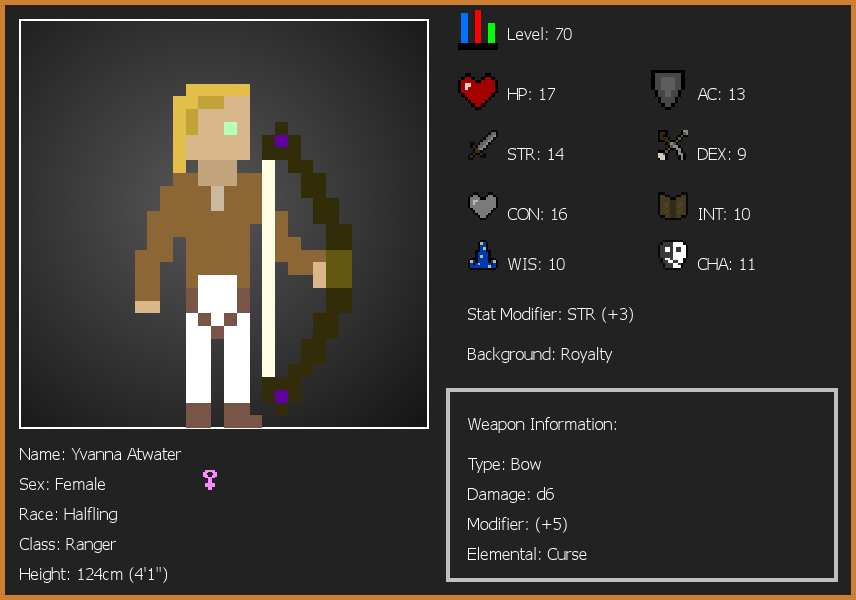 Level: 70
HP: 17
AC: 13
STR: 14
DEX: 9
CON: 16
INT: 10
WIS: 10
CHA: 11
Stat Modifier: STR (+3)
Background: Royalty
Weapon Information:
Type: Bow
Damage: d6
Modifier: (+5)
Elemental: Curse
Name: Yvanna Atwater
Sex: Female
Race: Halfling
Class: Ranger
Height: 124cm (4'1")